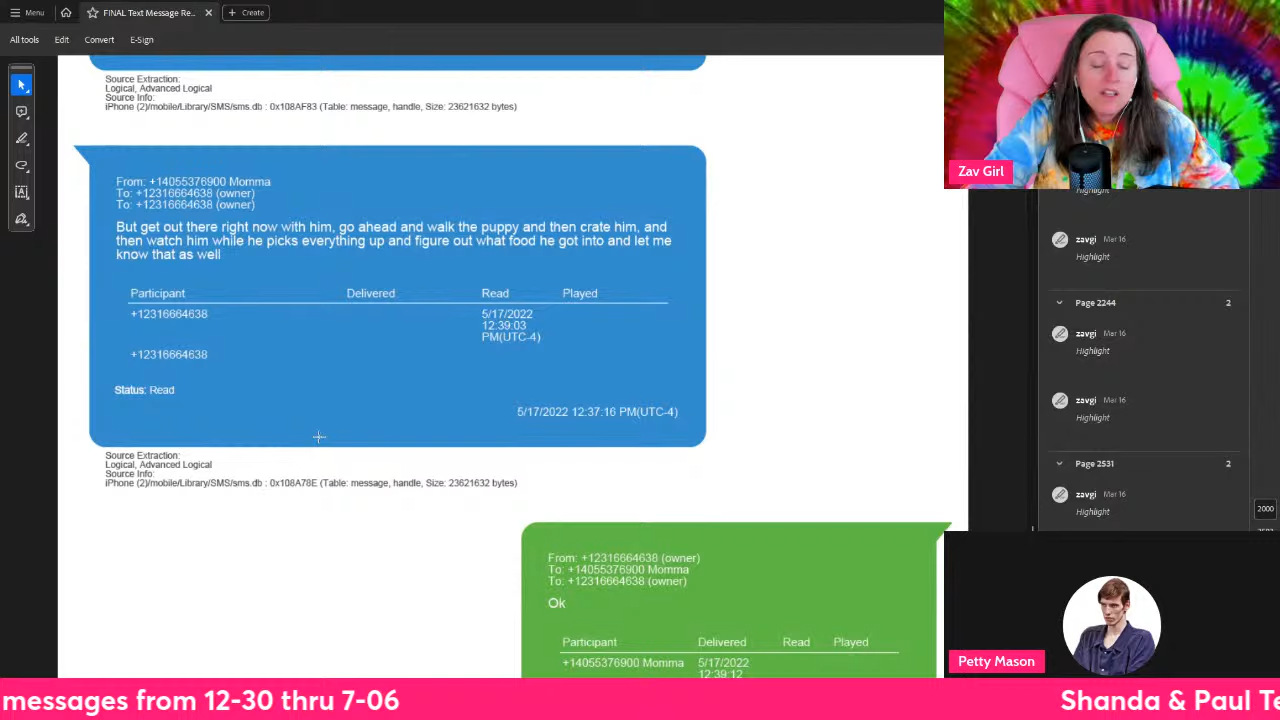 Menu
FINAL Text Message Re...
Create
All tools
Edit
Convert
E-Sign
Source Extraction:
Logical, Advanced Logical
Source Info:
iPhone (2)/mobile/Library/SMS/sms.db : 0x108AF83 (Table: message, handle, Size: 23621632 bytes)
From: +14055376900 Momma
To: +12316664638 (owner)
To: +12316664638 (owner)
But get out there right now with him, go ahead and walk the puppy and then crate him, and
then watch him while he picks everything up and figure out what food he got into and let me
know that as well
Participant Delivered Read Played
+12316664638 5/17/2022
12:39:03
PM(UTC-4)
+12316664638
Status: Read
5/17/2022 12:37:16 PM(UTC-4)
Source Extraction:
Logical, Advanced Logical
Source Info:
iPhone (2)/mobile/Library/SMS/sms.db : 0x108A78E (Table: message, handle, Size: 23621632 bytes)
From: +12316664638 (owner)
To: +14055376900 Momma
To: +12316664638 (owner)
Ok
Participant Delivered Read Played
+14055376900 Momma 5/17/2022
12:39:12
Zav Girl
Highlight
zavgi Mar 16
Highlight
Page 2244 2
zavgi Mar 16
Highlight
zavgi Mar 16
Highlight
Page 2531 2
zavgi Mar 16
Highlight
2000
Petty Mason
messages from 12-30 thru 7-06
Shanda & Paul Te